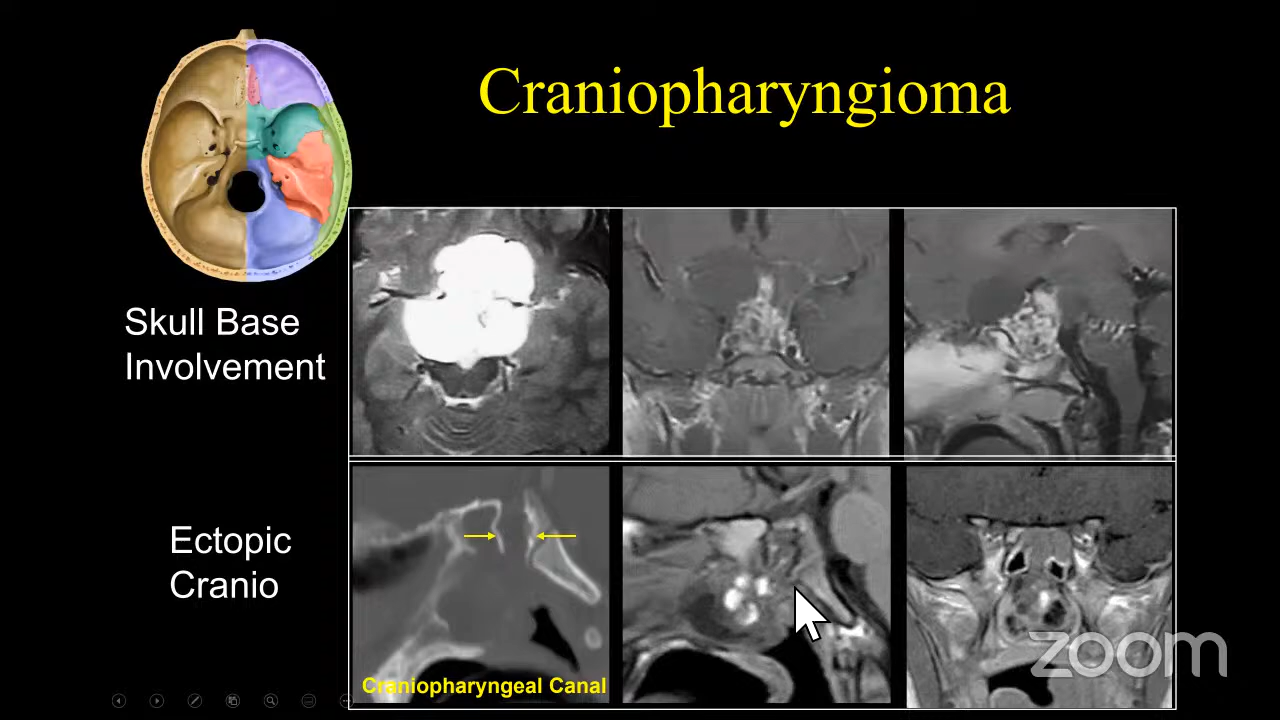 Craniopharyngioma
Skull Base
Involvement
Ectopic
Cranio
Craniopharyngeal Canal
zoom